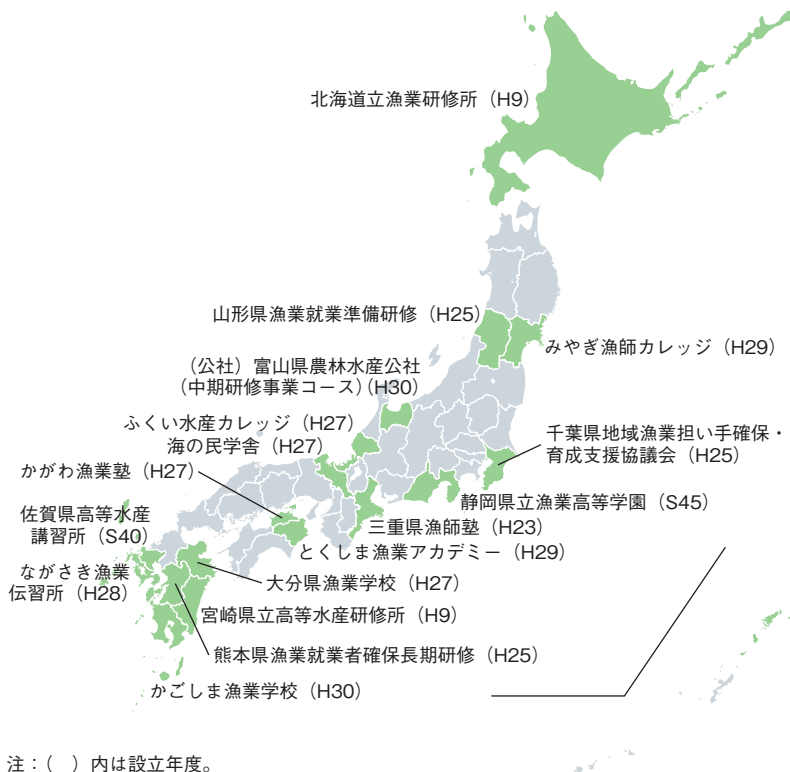 北海道立漁業研修所（H9）
山形県漁業就業準備研修（H25）
みやぎ漁師カレッジ（H29）
（公社）富山県農林水産公社
（中期研修事業コース）（H30）
ふくい水産カレッジ（H27）
海の民学舎（H27）
千葉県地域漁業担い手確保・
育成支援協議会（H25）
かがわ漁業塾（H27）
静岡県立漁業高等学園（S45）
佐賀県高等水産
講習所（S40）
三重県漁師塾（H23）
とくしま漁業アカデミー（H29）
ながさき漁業
伝習所（H28）
大分県漁業学校（H27）
宮崎県立高等水産研修所（H9）
熊本県漁業就業者確保長期研修（H25）
かごしま漁業学校（H30）
注：（　）内は設立年度。